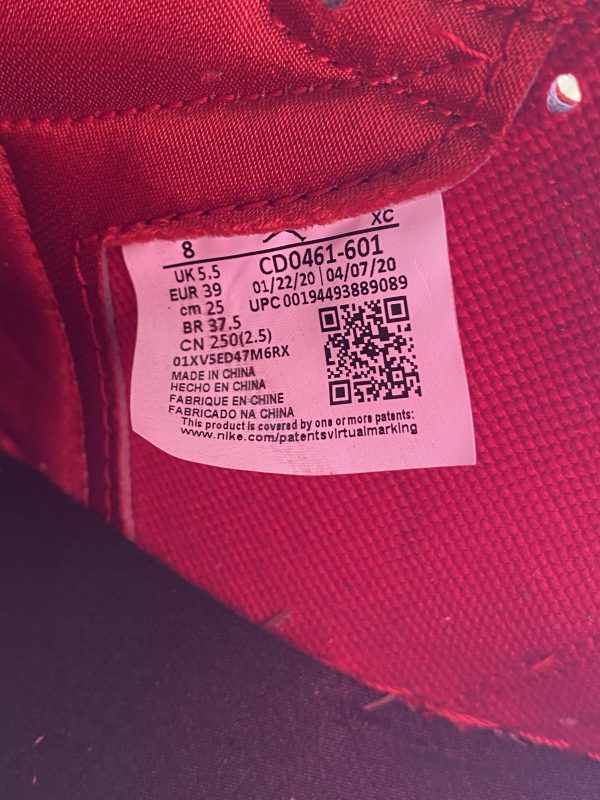 8
XC
UK 5.5
EUR 39
cm 25
BR 37.5
CN 250(2.5)
01XV5ED47M6RX
CD0461-601
01/22/20 | 04/07/20
UPC 00194493889089
MADE IN CHINA
HECHO EN CHINA
FABRIQUE EN CHINE
FABRICADO NA CHINA
This product is covered by one or more patents:
www.nike.com/patentsvirtualmarking